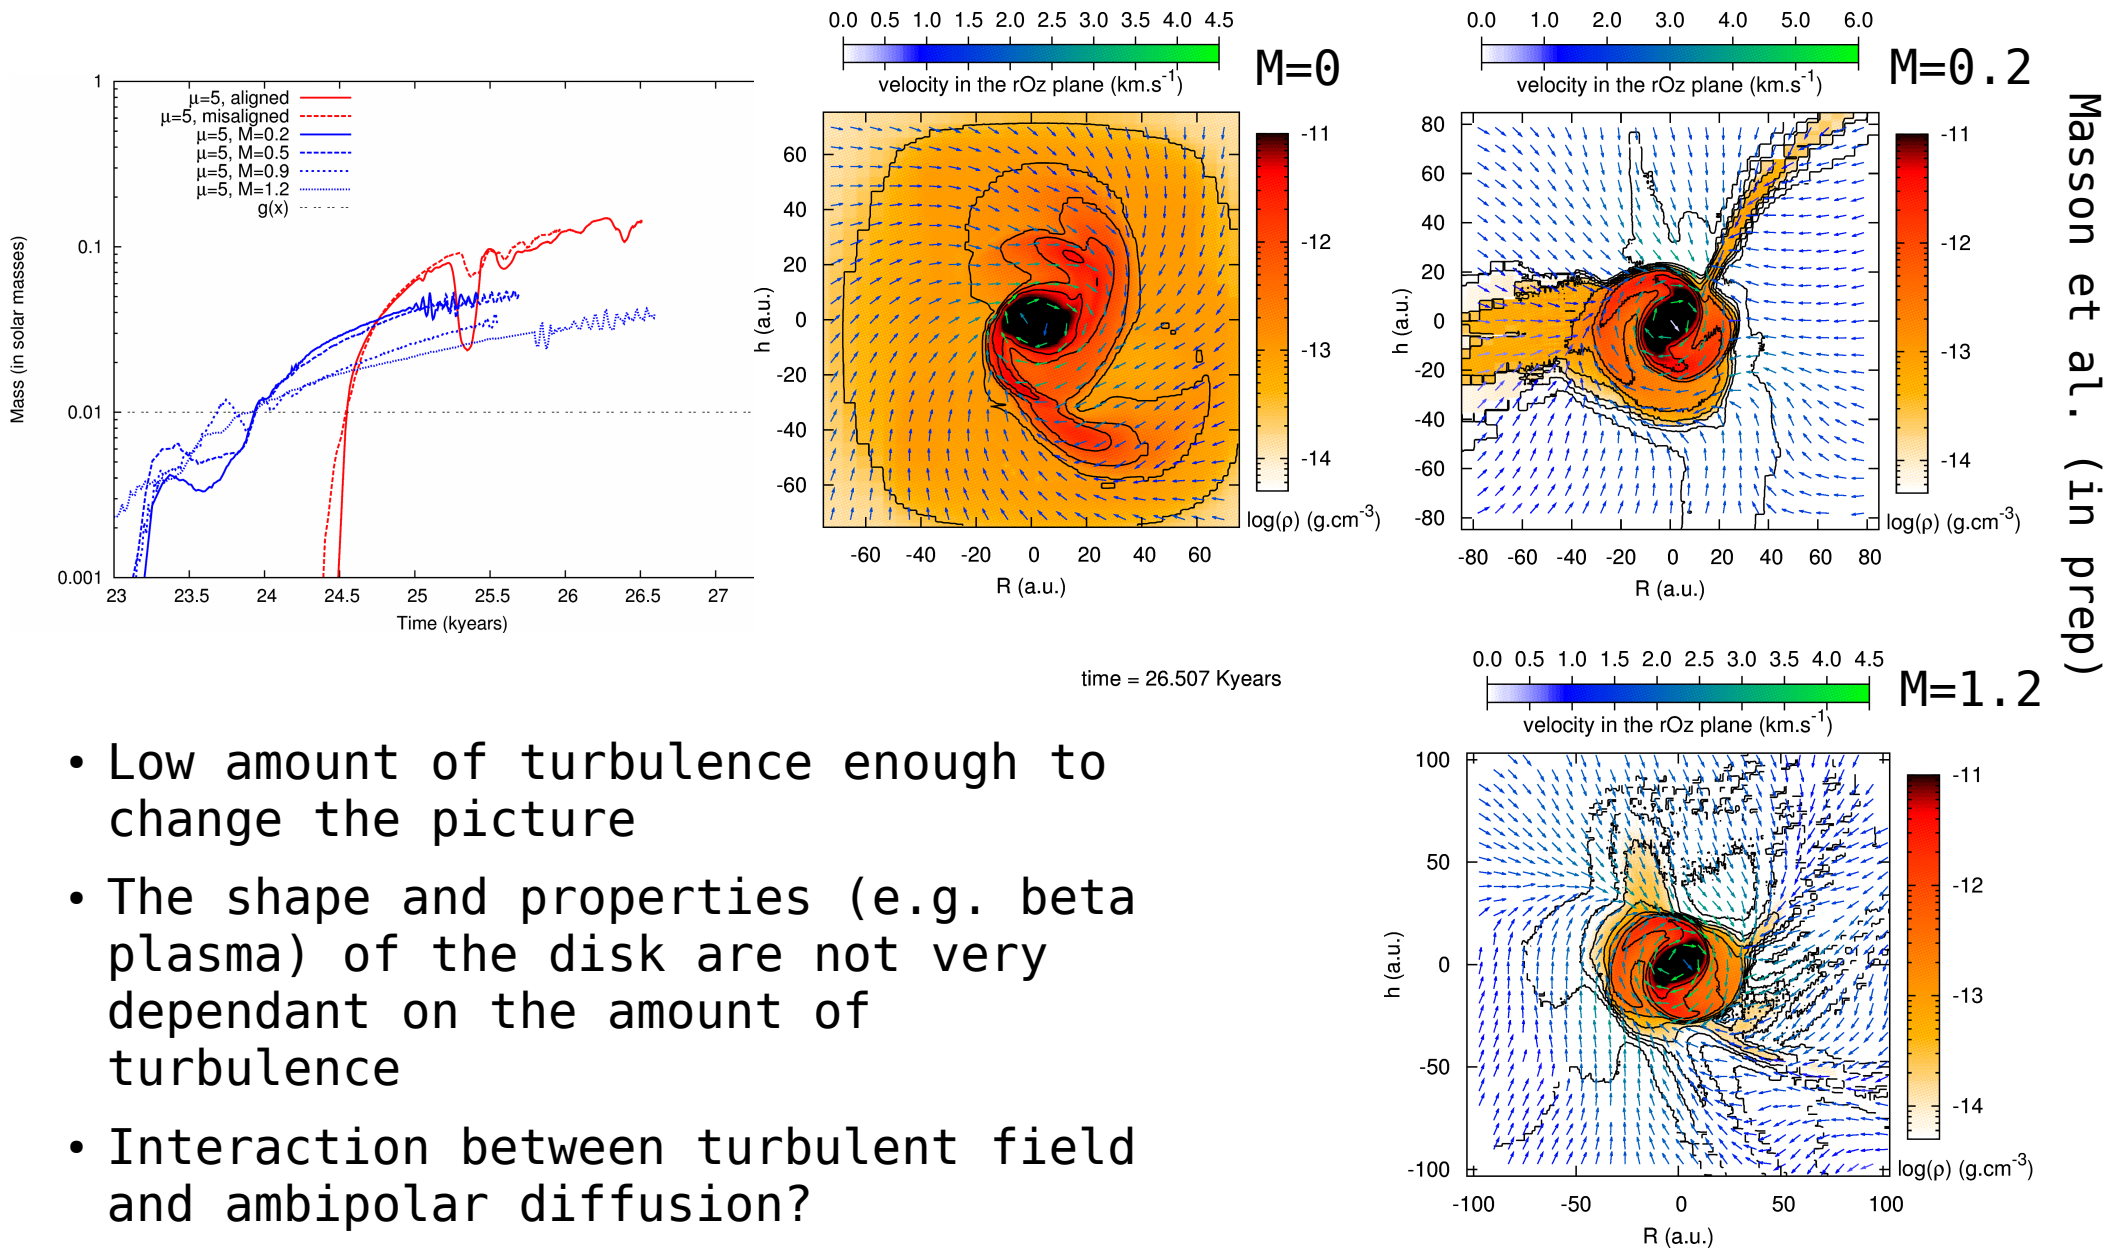 1
0.1
0.01
0.001
23 23.5 24 24.5 25 25.5 26 26.5 27
Mass (in solar masses)
Time (kyears)
μ=5, aligned
μ=5, misaligned
μ=5, M=0.2
μ=5, M=0.5
μ=5, M=0.9
μ=5, M=1.2
g(x)
0.0 0.5 1.0 1.5 2.0 2.5 3.0 3.5 4.0 4.5
velocity in the rOz plane (km.s⁻¹)
M=0
60
40
20
0
-20
-40
-60
h (a.u.)
-60 -40 -20 0 20 40 60
R (a.u.)
-11
-12
-13
-14
log(ρ) (g.cm⁻³)
time = 26.507 Kyears
0.0 1.0 2.0 3.0 4.0 5.0 6.0
velocity in the rOz plane (km.s⁻¹)
M=0.2
80
60
40
20
0
-20
-40
-60
-80
h (a.u.)
-80 -60 -40 -20 0 20 40 60 80
R (a.u.)
-11
-12
-13
-14
log(ρ) (g.cm⁻³)
Masson et al. (in prep)
0.0 0.5 1.0 1.5 2.0 2.5 3.0 3.5 4.0 4.5
velocity in the rOz plane (km.s⁻¹)
M=1.2
100
50
0
-50
-100
h (a.u.)
-100 -50 0 50 100
R (a.u.)
-11
-12
-13
-14
log(ρ) (g.cm⁻³)
• Low amount of turbulence enough to
change the picture
• The shape and properties (e.g. beta
plasma) of the disk are not very
dependant on the amount of
turbulence
• Interaction between turbulent field
and ambipolar diffusion?